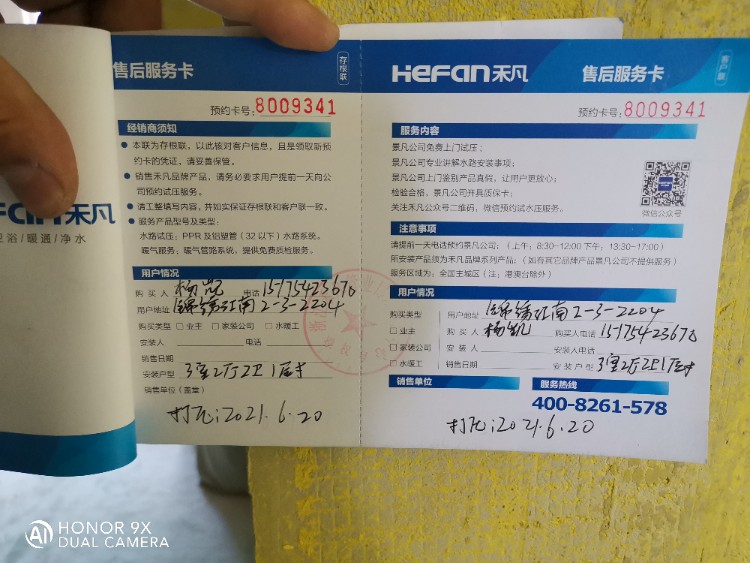 HeFan禾凡
卫浴/暖通/净水
售后服务卡
存根联
预约卡号:8009341
经销商须知
本联为存根联，以此核对客户信息，且是领取新预
约卡的凭证，请妥善保管。
销售禾凡品牌产品，请务必要求用户提前一天向公
司预约试压服务。
请工整填写内容，并如实保证存根联和客户联一致。
服务产品型号及类型:
水路试压: PPR及铝塑管（32以下）水路系统。
暖气服务: 暖气管路系统，提供免费质检服务。
用户情况
购买人 杨凯 电话 15175423670
用户地址 锦绣江南2-3-2204
购买类型 □业主 □家装公司 □水暖工
安装人 电话
销售日期
安装户型 3室2厅2卫1厨
销售单位（盖章）
打压:2021.6.20
HeFan禾凡
售后服务卡
客户联
预约卡号:8009341
服务内容
景凡公司免费上门试压;
景凡公司专业讲解水路安装事项;
景凡公司上门鉴别产品真假，让用户更放心;
检验合格，景凡公司开具质保卡;
关注禾凡公众号二维码，微信预约试水压服务。
微信公众号
注意事项
请提前一天电话预约景凡公司;（上午: 8:30-12:00 下午: 13:30-17:00）
所安装产品须为禾凡品牌系列产品;（如有其它品牌产品景凡公司不提供服务）
服务区域为: 全国主城区（注: 港澳台除外）
用户情况
购买类型 用户地址 锦绣江南2-3-2204
□业主 购买人 杨凯 购买人电话 15175423670
□家装公司 安装人 安装人电话
□水暖工 销售日期 安装户型 3室2厅2卫1厨
销售单位
服务热线
400-8261-578
打压:2021.6.20
HONOR 9X
DUAL CAMERA